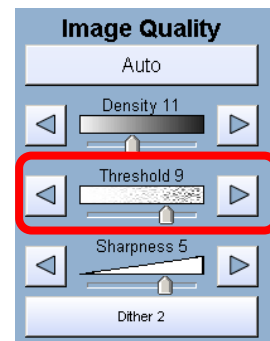 Image Quality
Auto
Density 11
Threshold 9
Sharpness 5
Dither 2